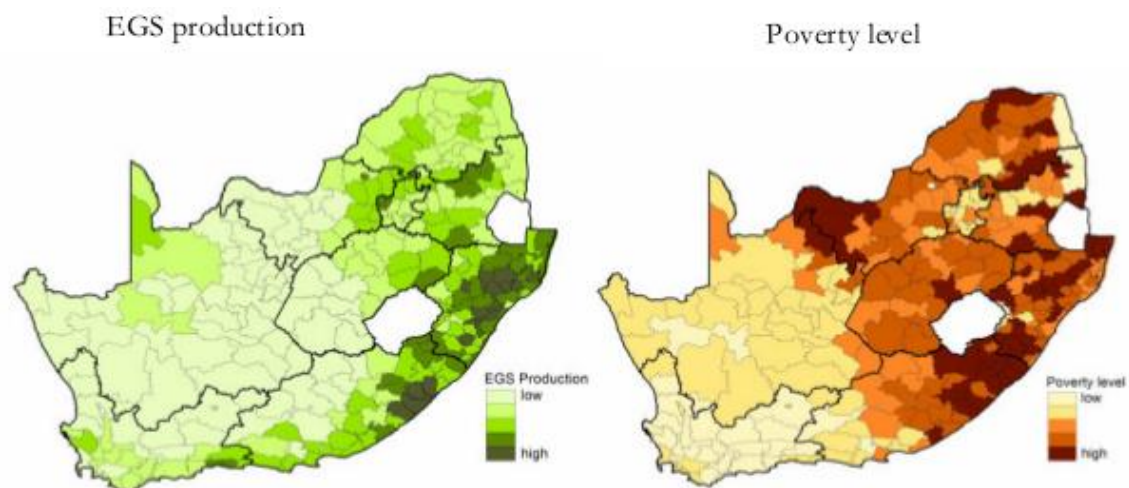 EGS production
Poverty level
EGS Production
low
high
Poverty level
low
high